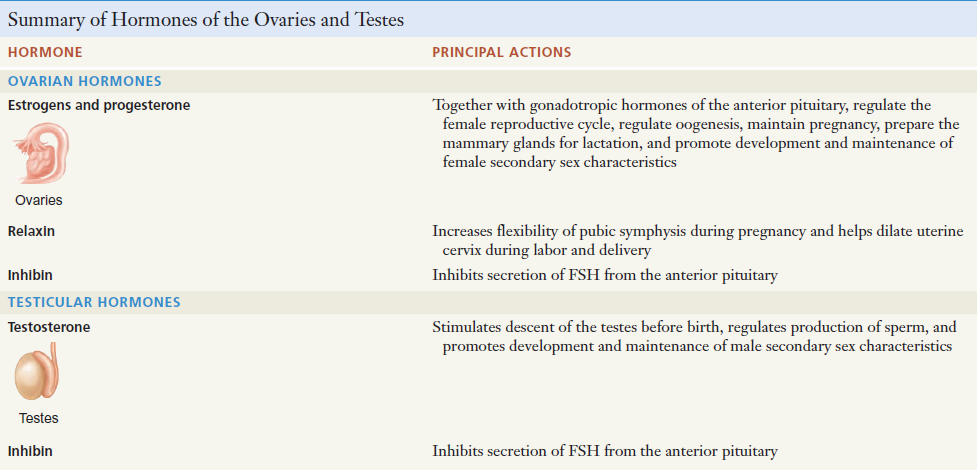 Summary of Hormones of the Ovaries and Testes
HORMONE PRINCIPAL ACTIONS
OVARIAN HORMONES
Estrogens and progesterone Together with gonadotropic hormones of the anterior pituitary, regulate the
female reproductive cycle, regulate oogenesis, maintain pregnancy, prepare the
mammary glands for lactation, and promote development and maintenance of
female secondary sex characteristics
Ovaries
Relaxin Increases flexibility of pubic symphysis during pregnancy and helps dilate uterine
cervix during labor and delivery
Inhibin Inhibits secretion of FSH from the anterior pituitary
TESTICULAR HORMONES
Testosterone Stimulates descent of the testes before birth, regulates production of sperm, and
promotes development and maintenance of male secondary sex characteristics
Testes
Inhibin Inhibits secretion of FSH from the anterior pituitary